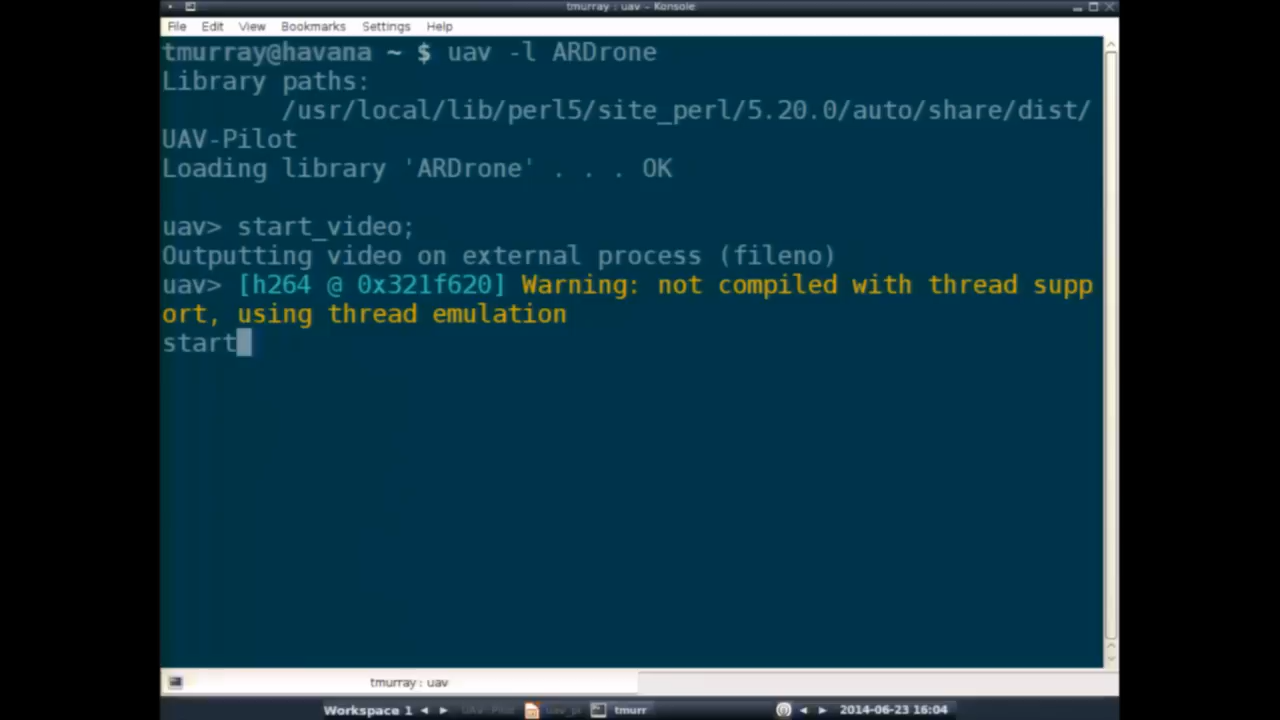 tmurray : uav - Konsole
File Edit View Bookmarks Settings Help
tmurray@havana ~ $ uav -l ARDrone
Library paths:
/usr/local/lib/perl5/site_perl/5.20.0/auto/share/dist/
UAV-Pilot
Loading library 'ARDrone' . . . OK
uav> start_video;
Outputting video on external process (fileno)
uav> [h264 @ 0x321f620] Warning: not compiled with thread supp
ort, using thread emulation
start
tmurray : uav
Workspace 1 UAV Pilot uav_pi tmurr 2014-06-23 16:04